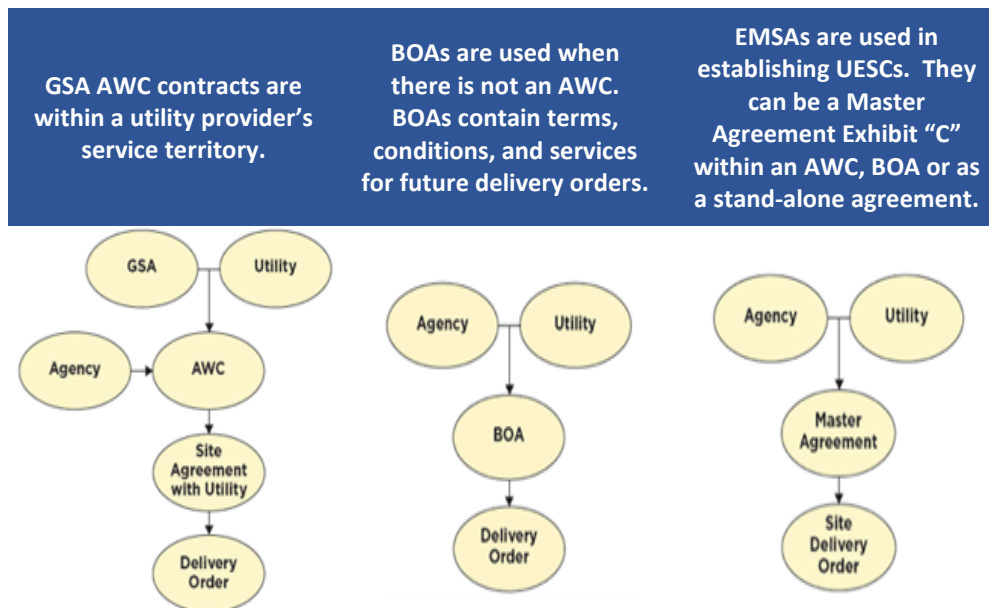 GSA AWC contracts are
within a utility provider’s
service territory.
BOAs are used when
there is not an AWC.
BOAs contain terms,
conditions, and services
for future delivery orders.
EMSAs are used in
establishing UESCs.  They
can be a Master
Agreement Exhibit “C”
within an AWC, BOA or as
a stand-alone agreement.
GSA
Utility
Agency
AWC
Site
Agreement
with Utility
Delivery
Order
Agency
Utility
BOA
Delivery
Order
Agency
Utility
Master
Agreement
Site
Delivery
Order